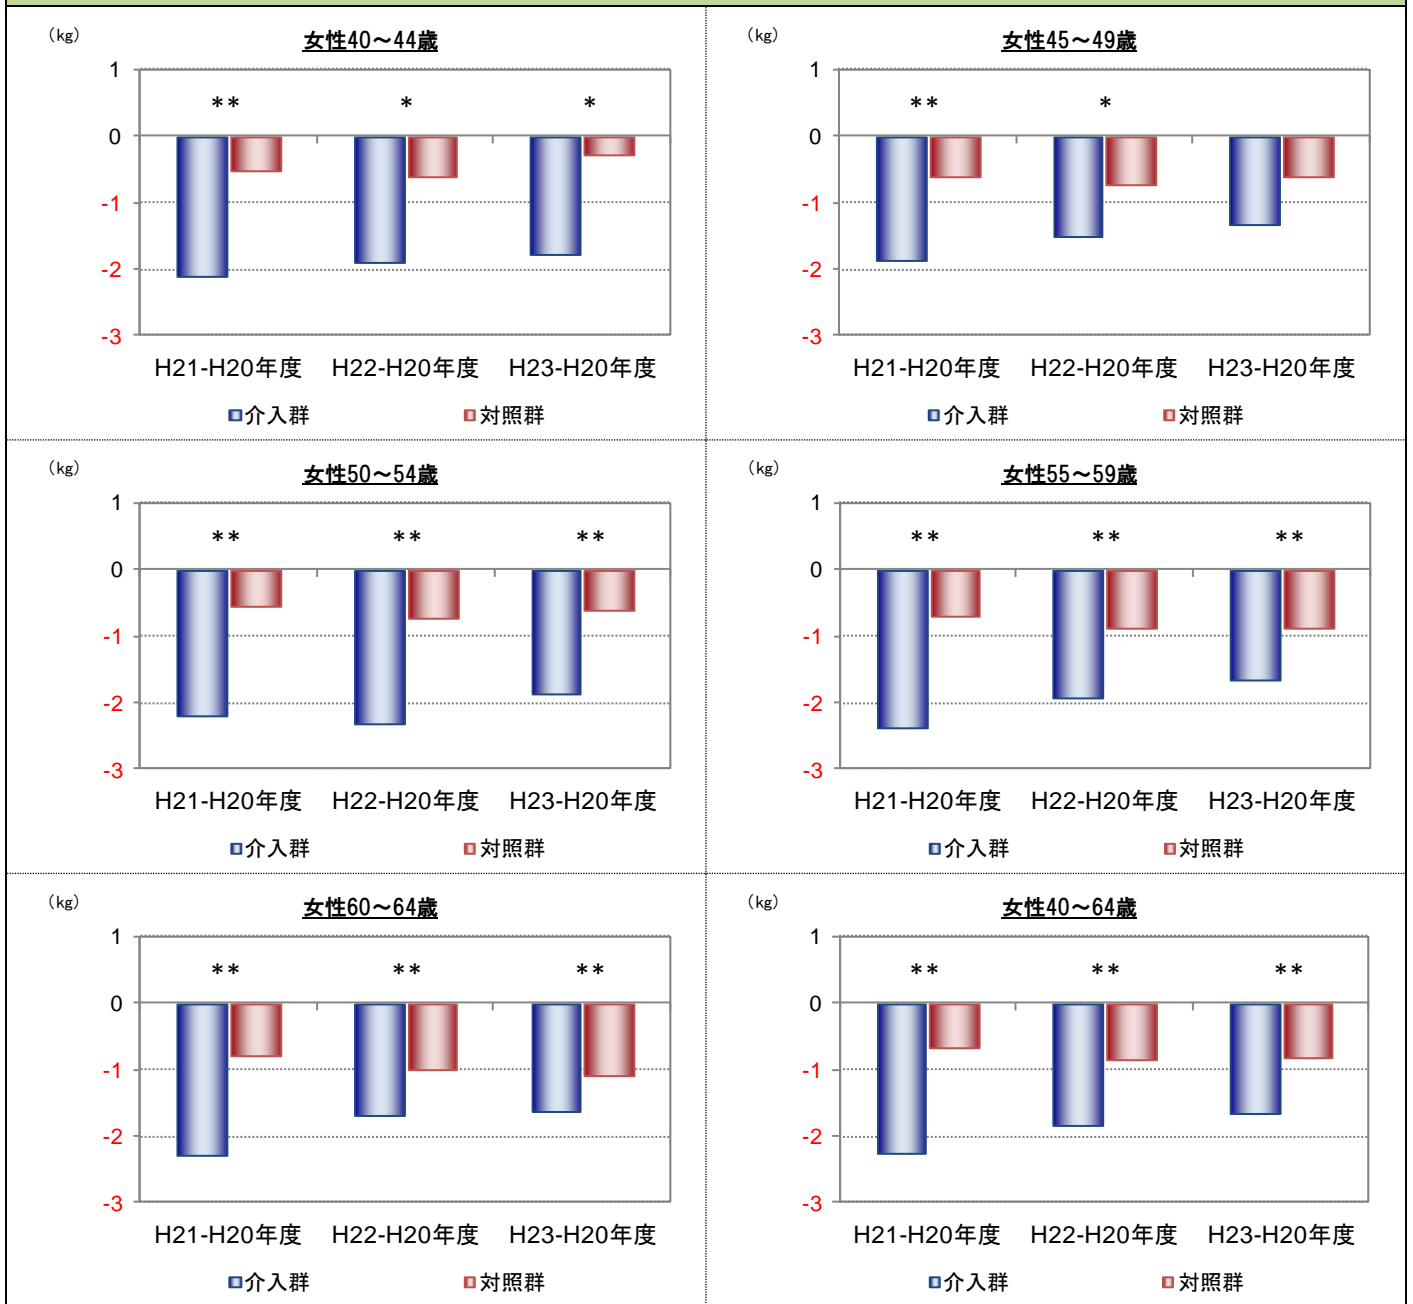 （kg）
女性40～44歳
1
** * *
0
-1
-2
-3
H21-H20年度 H22-H20年度 H23-H20年度
介入群 対照群
（kg）
女性45～49歳
1
** *
0
-1
-2
-3
H21-H20年度 H22-H20年度 H23-H20年度
介入群 対照群
（kg）
女性50～54歳
1
** ** **
0
-1
-2
-3
H21-H20年度 H22-H20年度 H23-H20年度
介入群 対照群
（kg）
女性55～59歳
1
** ** **
0
-1
-2
-3
H21-H20年度 H22-H20年度 H23-H20年度
介入群 対照群
（kg）
女性60～64歳
1
** ** **
0
-1
-2
-3
H21-H20年度 H22-H20年度 H23-H20年度
介入群 対照群
（kg）
女性40～64歳
1
** ** **
0
-1
-2
-3
H21-H20年度 H22-H20年度 H23-H20年度
介入群 対照群